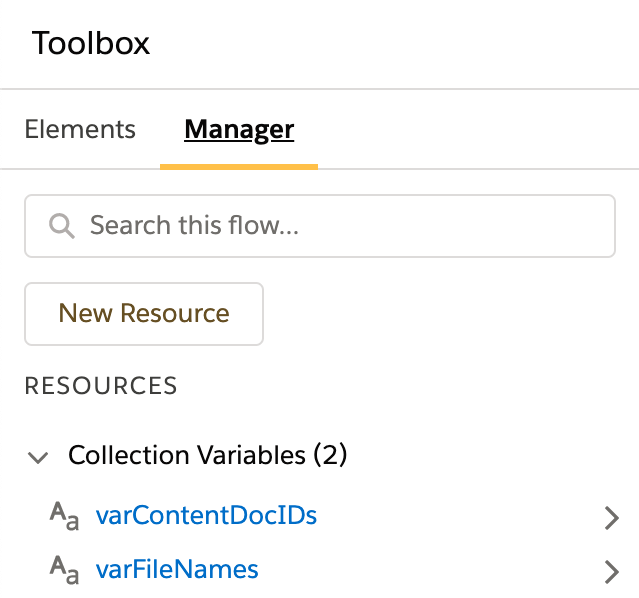 Toolbox
Elements Manager
Search this flow...
New Resource
RESOURCES
Collection Variables (2)
Aa varContentDocIDs
Aa varFileNames